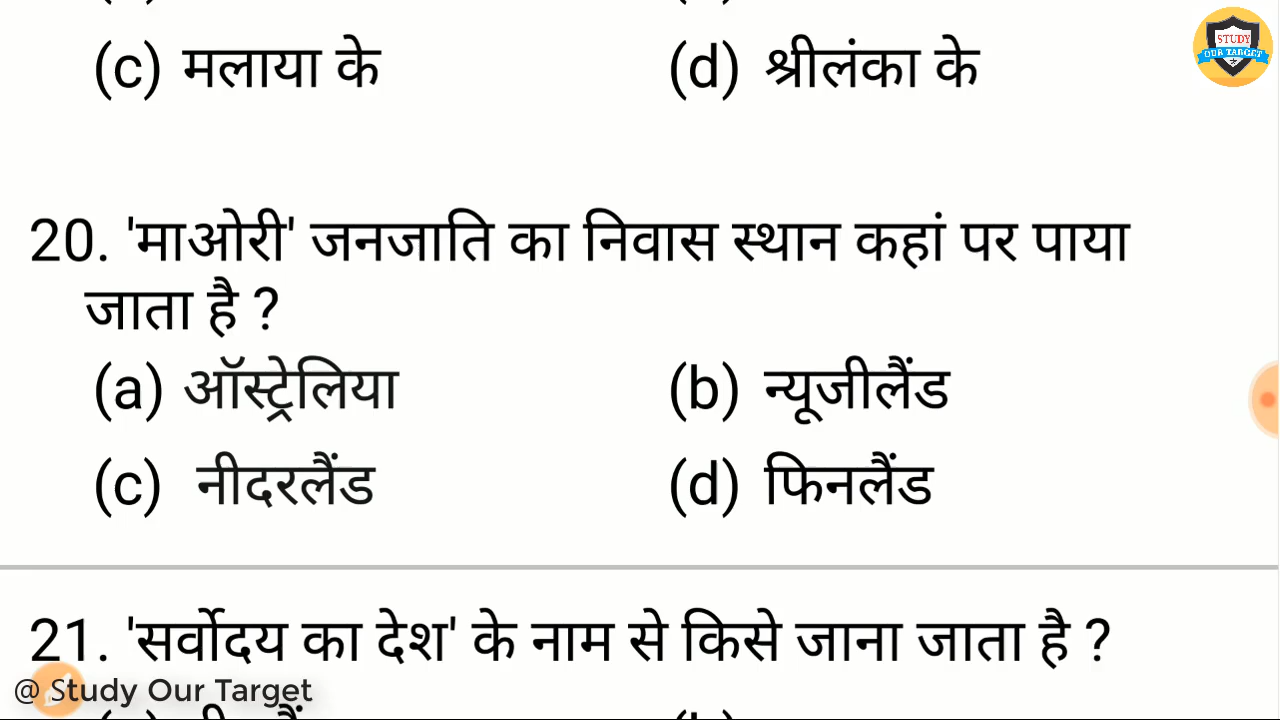 (c) मलाया के (d) श्रीलंका के
STUDY
OUR TARGET
20. 'माओरी' जनजाति का निवास स्थान कहां पर पाया
जाता है ?
(a) ऑस्ट्रेलिया (b) न्यूजीलैंड
(c) नीदरलैंड (d) फिनलैंड
21. 'सर्वोदय का देश' के नाम से किसे जाना जाता है ?
@ Study Our Target